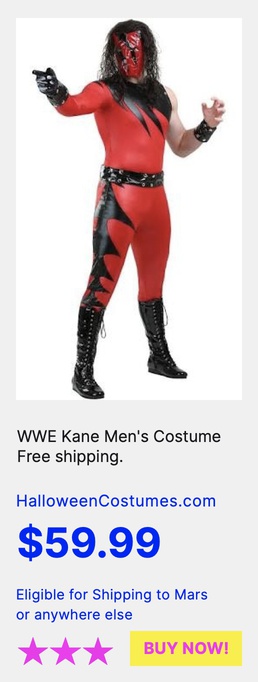 WWE Kane Men's Costume
Free shipping.
HalloweenCostumes.com
$59.99
Eligible for Shipping to Mars
or anywhere else
BUY NOW!